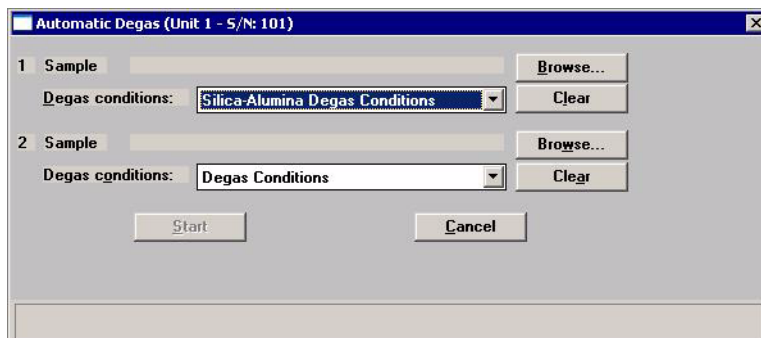 Automatic Degas (Unit 1 - S/N: 101)
1 Sample Browse...
Degas conditions: Silica-Alumina Degas Conditions Clear
2 Sample Browse...
Degas conditions: Degas Conditions Clear
Start Cancel